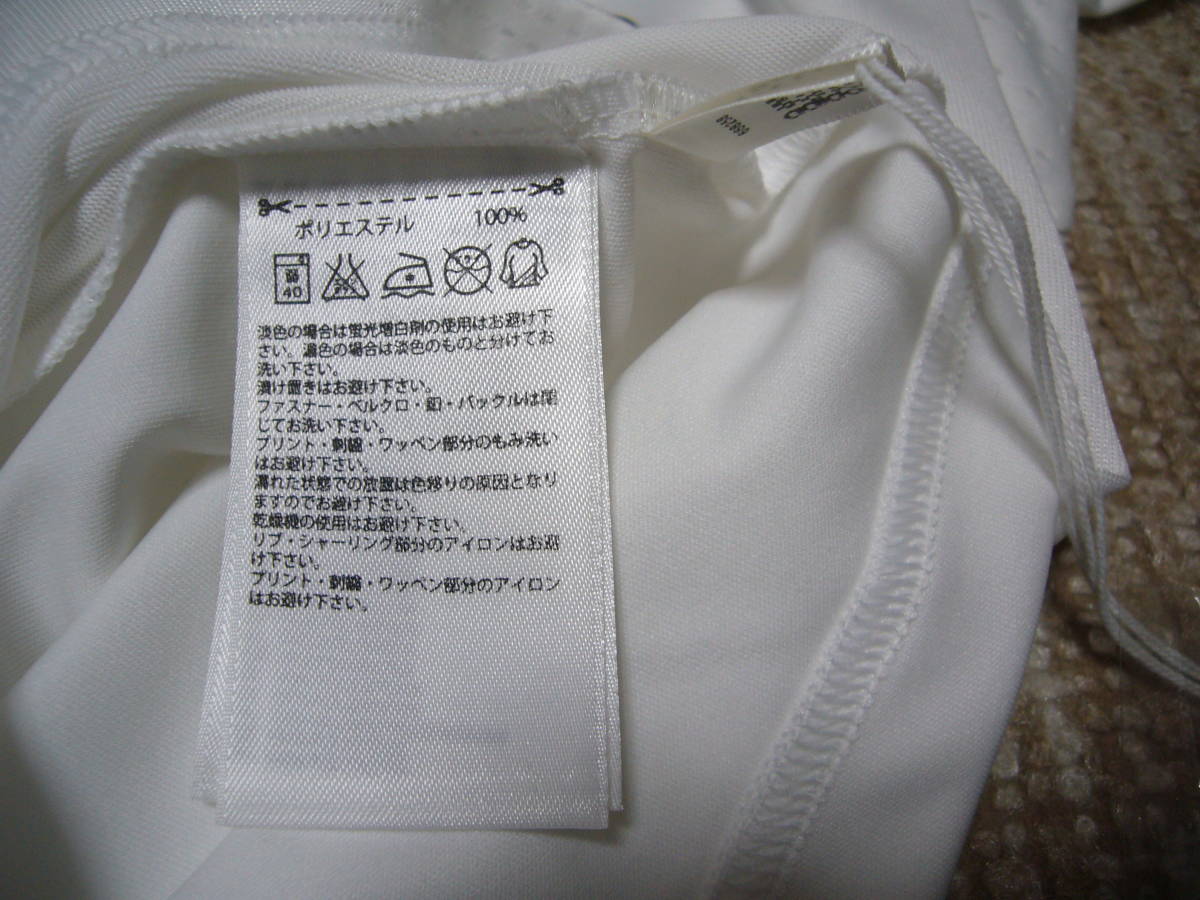 ポリエステル 100%
弱
40
淡色の場合は蛍光増白剤の使用はお避け下
さい。濃色の場合は淡色のものと分けてお
洗い下さい。
漬け置きはお避け下さい。
ファスナー・ベルクロ・釦・バックルは閉
じてお洗い下さい。
プリント・刺繍・ワッペン部分のもみ洗い
はお避け下さい。
濡れた状態での放置は色移りの原因となり
ますのでお避け下さい。
乾燥機の使用はお避け下さい。
リブ・シャーリング部分のアイロンはお避
け下さい。
プリント・刺繍・ワッペン部分のアイロン
はお避け下さい。